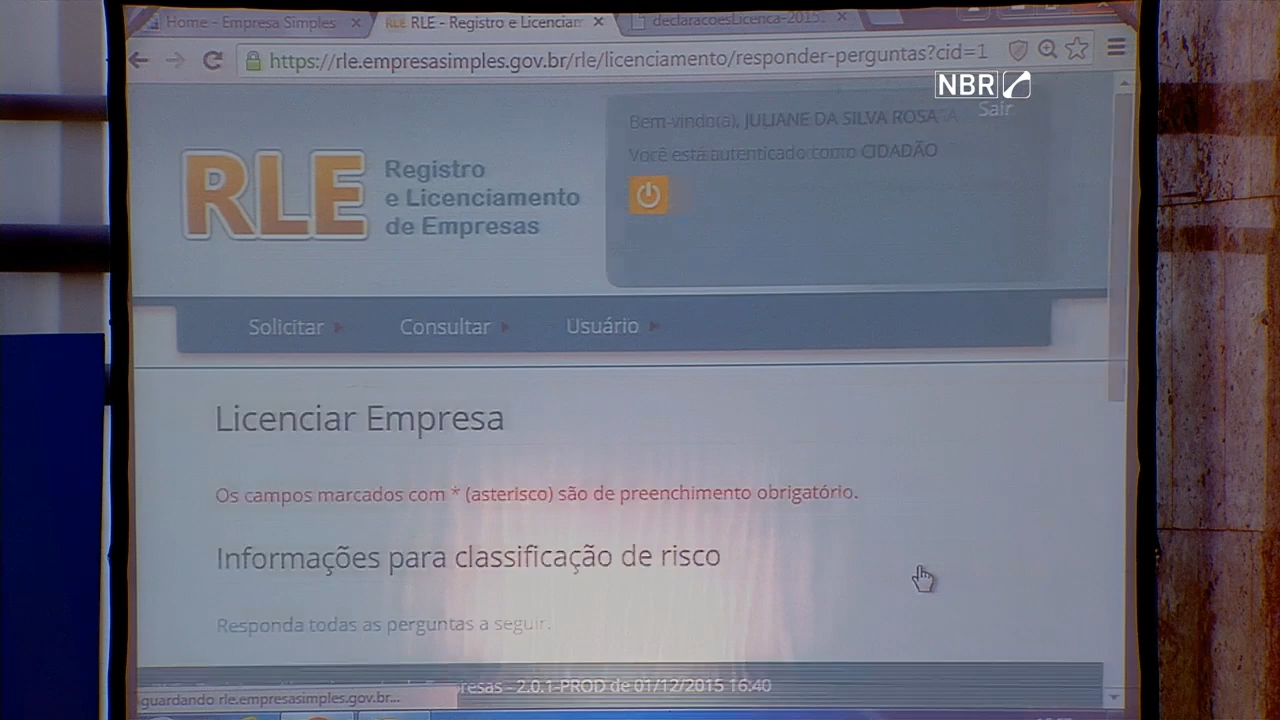 Home - Empresa Simples
RLE - Registro e Licenciar
declaracoesLicenca-2015.
https://rle.empresasimples.gov.br/rle/licenciamento/responder-perguntas?cid=1
NBR
Sair
Bem-vindo(a), JULIANE DA SILVA ROSATA
Você está autenticado como CIDADÃO
RLE
Registro
e Licenciamento
de Empresas
Solicitar
Consultar
Usuário
Licenciar Empresa
Os campos marcados com * (asterisco) são de preenchimento obrigatório.
Informações para classificação de risco
Responda todas as perguntas a seguir.
resas - 2.0.1-PROD de 01/12/2015 16:40
guardando rle.empresasimples.gov.br...